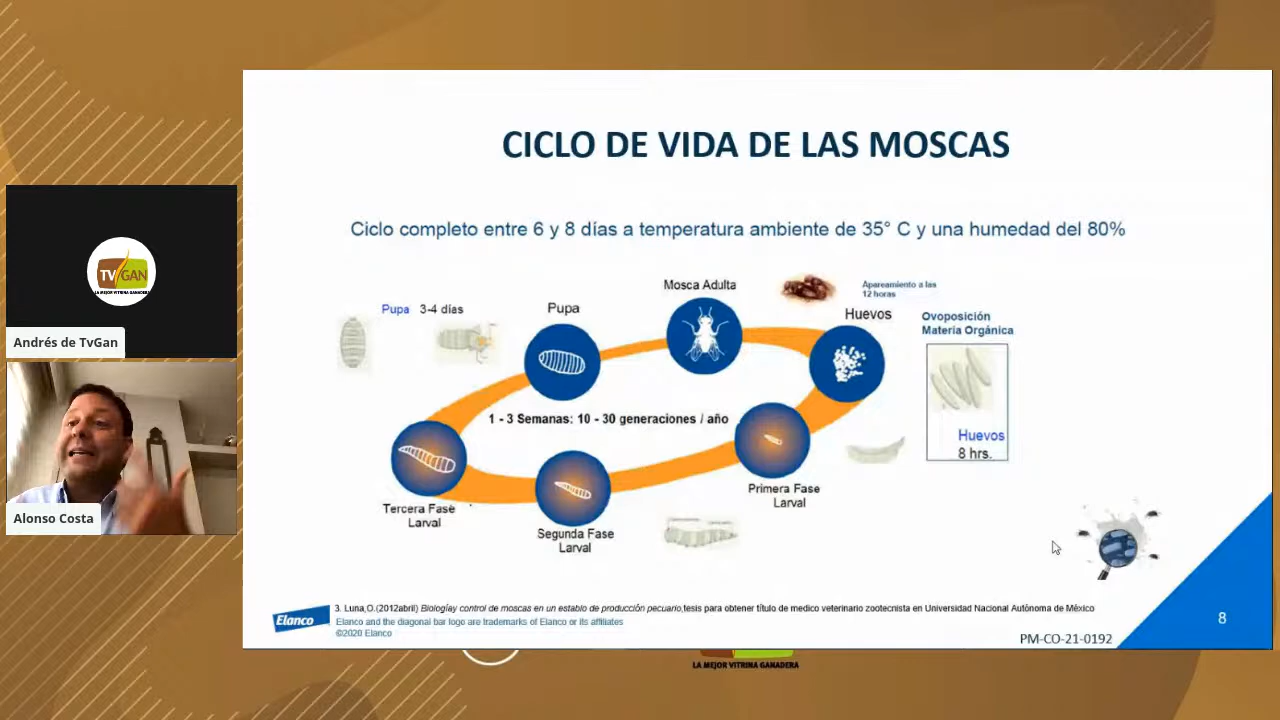 CICLO DE VIDA DE LAS MOSCAS
Ciclo completo entre 6 y 8 días a temperatura ambiente de 35° C y una humedad del 80%
Mosca Adulta
Apareamiento a las
12 horas
Pupa 3-4 días
Pupa
Huevos
Ovoposición
Materia Orgánica
1 - 3 Semanas: 10 - 30 generaciones / año
Huevos
8 hrs.
Primera Fase
Larval
Tercera Fase
Larval
Segunda Fase
Larval
TV GAN
LA MEJOR VITRINA GANADERA
Andrés de TvGan
Alonso Costa
Elanco
3. Luna,O.(2012abril) Biologíay control de moscas en un establo de producción pecuario,tesis para obtener título de medico veterinario zootecnista en Universidad Nacional Autônoma de México
Elanco and the diagonal bar logo are trademarks of Elanco or its affiliates
©2020 Elanco
8
PM-CO-21-0192
LA MEJOR VITRINA GANADERA